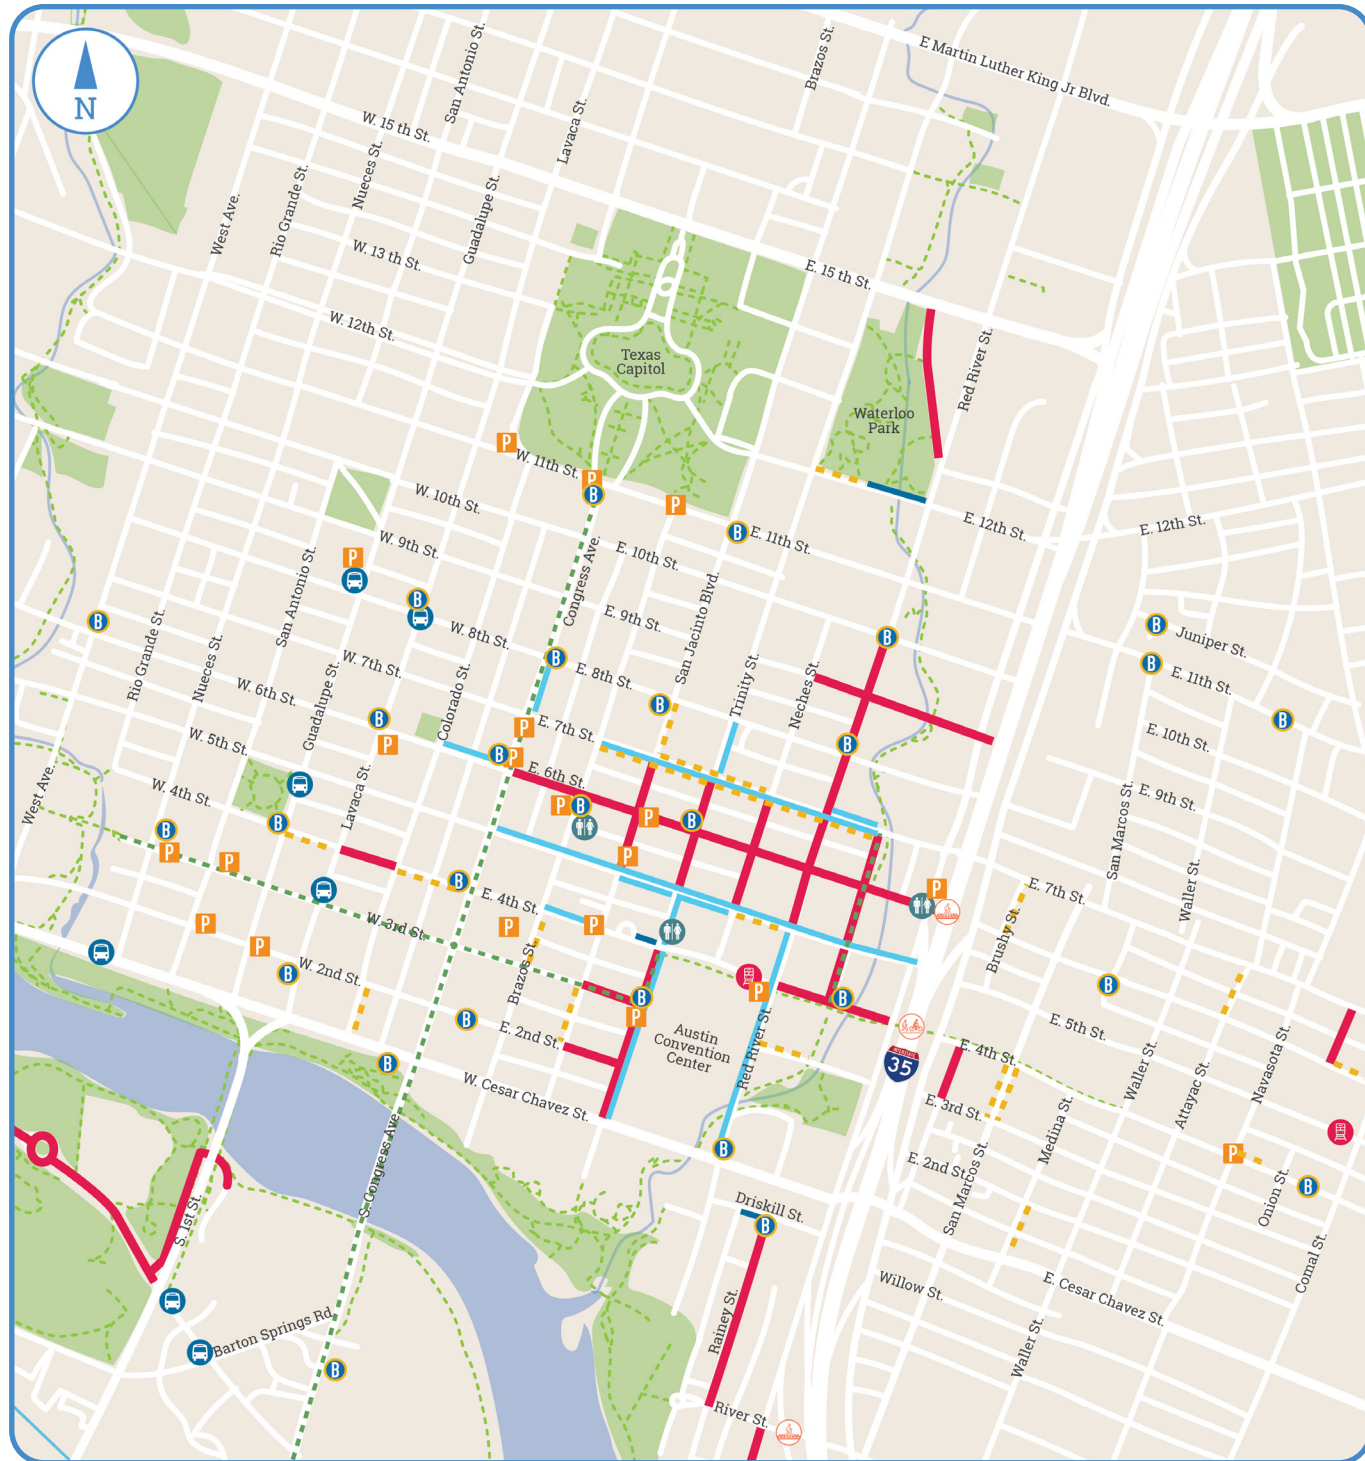 N
San Antonio St.
Brazos St.
E Martin Luther King Jr Blvd.
W. 15 th St.
Lavaca St.
Nueces St.
West Ave.
Rio Grande St.
Guadalupe St.
W. 13 th St.
E. 15 th St.
W. 12th St.
Texas
Capitol
Red River St.
Waterloo
Park
P
W. 11th St.
P
B
P
W. 10th St.
E. 12th St.
E. 12th St.
B
E. 11th St.
W. 9th St.
E. 10th St.
P
San Antonio St.
Congress Ave.
B
E. 9th St.
San Jacinto Blvd.
B
W. 8th St.
B
B
Juniper St.
Rio Grande St.
Nueces St.
W. 7th St.
B
E. 8th St.
Trinity St.
Neches St.
B
E. 11th St.
W. 6th St.
Guadalupe St.
Colorado St.
B
B
B
P
E. 7th St.
W. 5th St.
P
B
P
B
E. 10th St.
E. 6th St.
West Ave.
W. 4th St.
Lavaca St.
P
B
P
B
E. 9th St.
San Marcos St.
B
B
P
P
P
B
E. 4th St.
P
E. 7th St.
Waller St.
P
W. 3rd St.
P
P
Brushy St.
P
B
W. 2nd St.
Brazos St.
P
B
B
B
B
P
E. 2nd St.
Austin
Convention
Center
Red River St.
E. 5th St.
E. 4th St.
INTERSTATE
35
B
W. Cesar Chavez St.
E. 3rd St.
Medina St.
Waller St.
Attayac St.
Navasota St.
S. Congress Ave.
B
E. 2nd St.
San Marcos St.
P
B
Onion St.
S. 1st St.
Driskill St.
B
Comal St.
Willow St.
E. Cesar Chavez St.
Barton Springs Rd.
Rainey St.
Waller St.
B
River St.